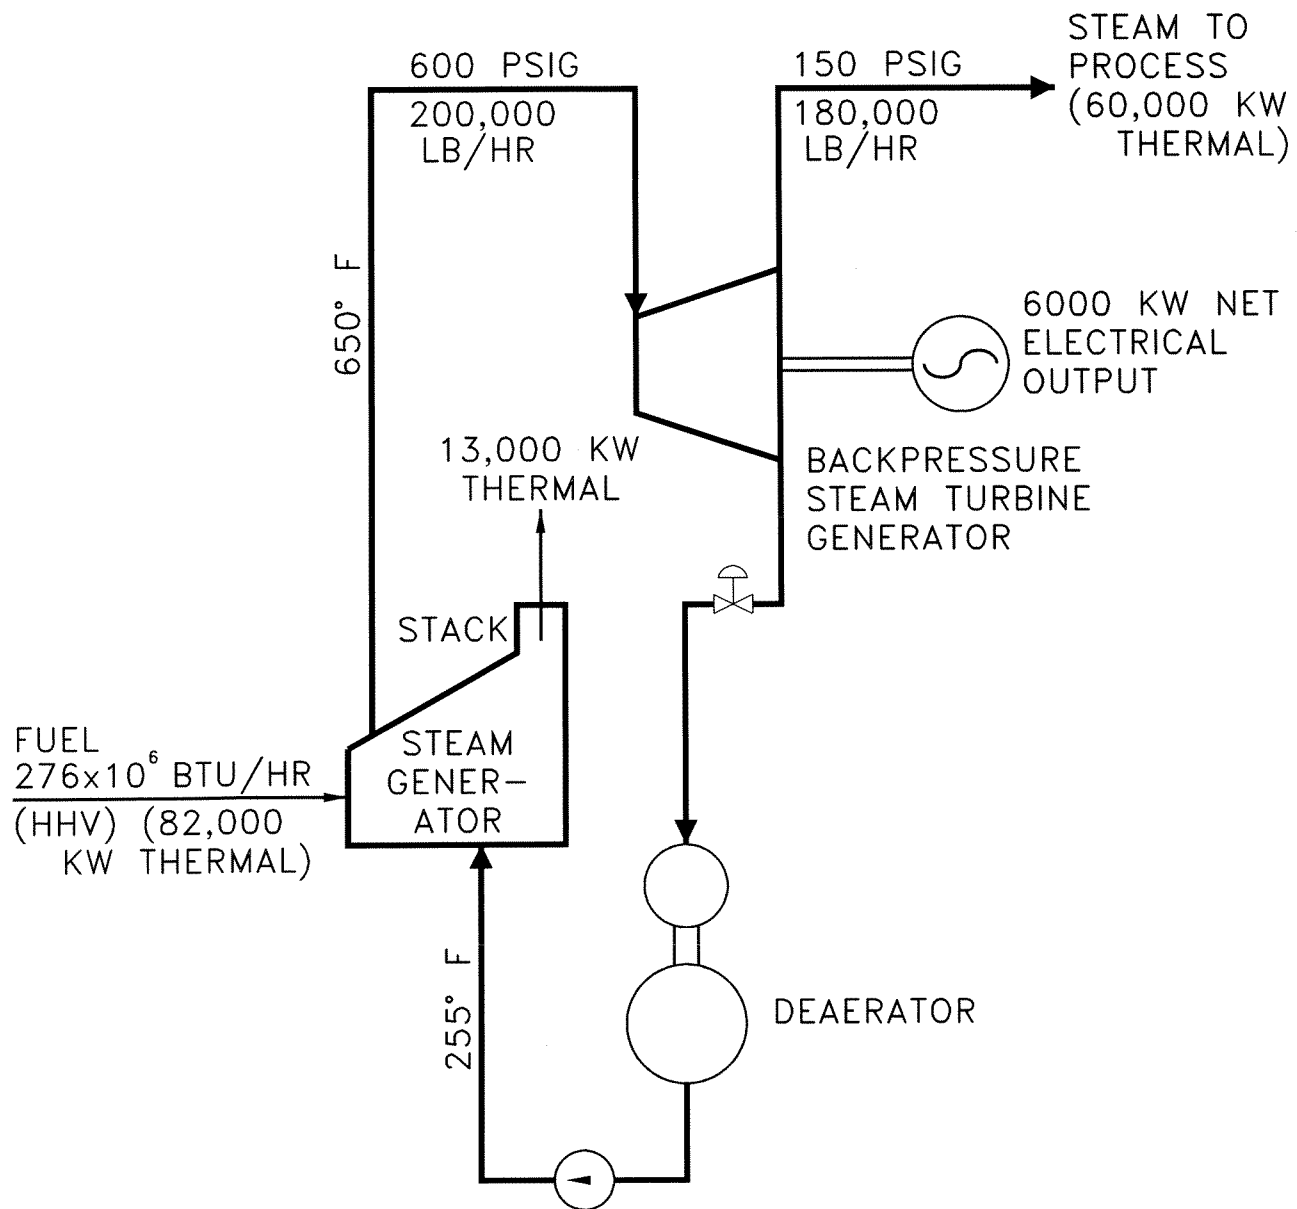 600 PSIG
200,000
LB/HR
150 PSIG
180,000
LB/HR
STEAM TO
PROCESS
(60,000 KW
THERMAL)
650° F
6000 KW NET
ELECTRICAL
OUTPUT
13,000 KW
THERMAL
BACKPRESSURE
STEAM TURBINE
GENERATOR
STACK
FUEL
276x10⁶ BTU/HR
(HHV) (82,000
KW THERMAL)
STEAM
GENER-
ATOR
255° F
DEAERATOR